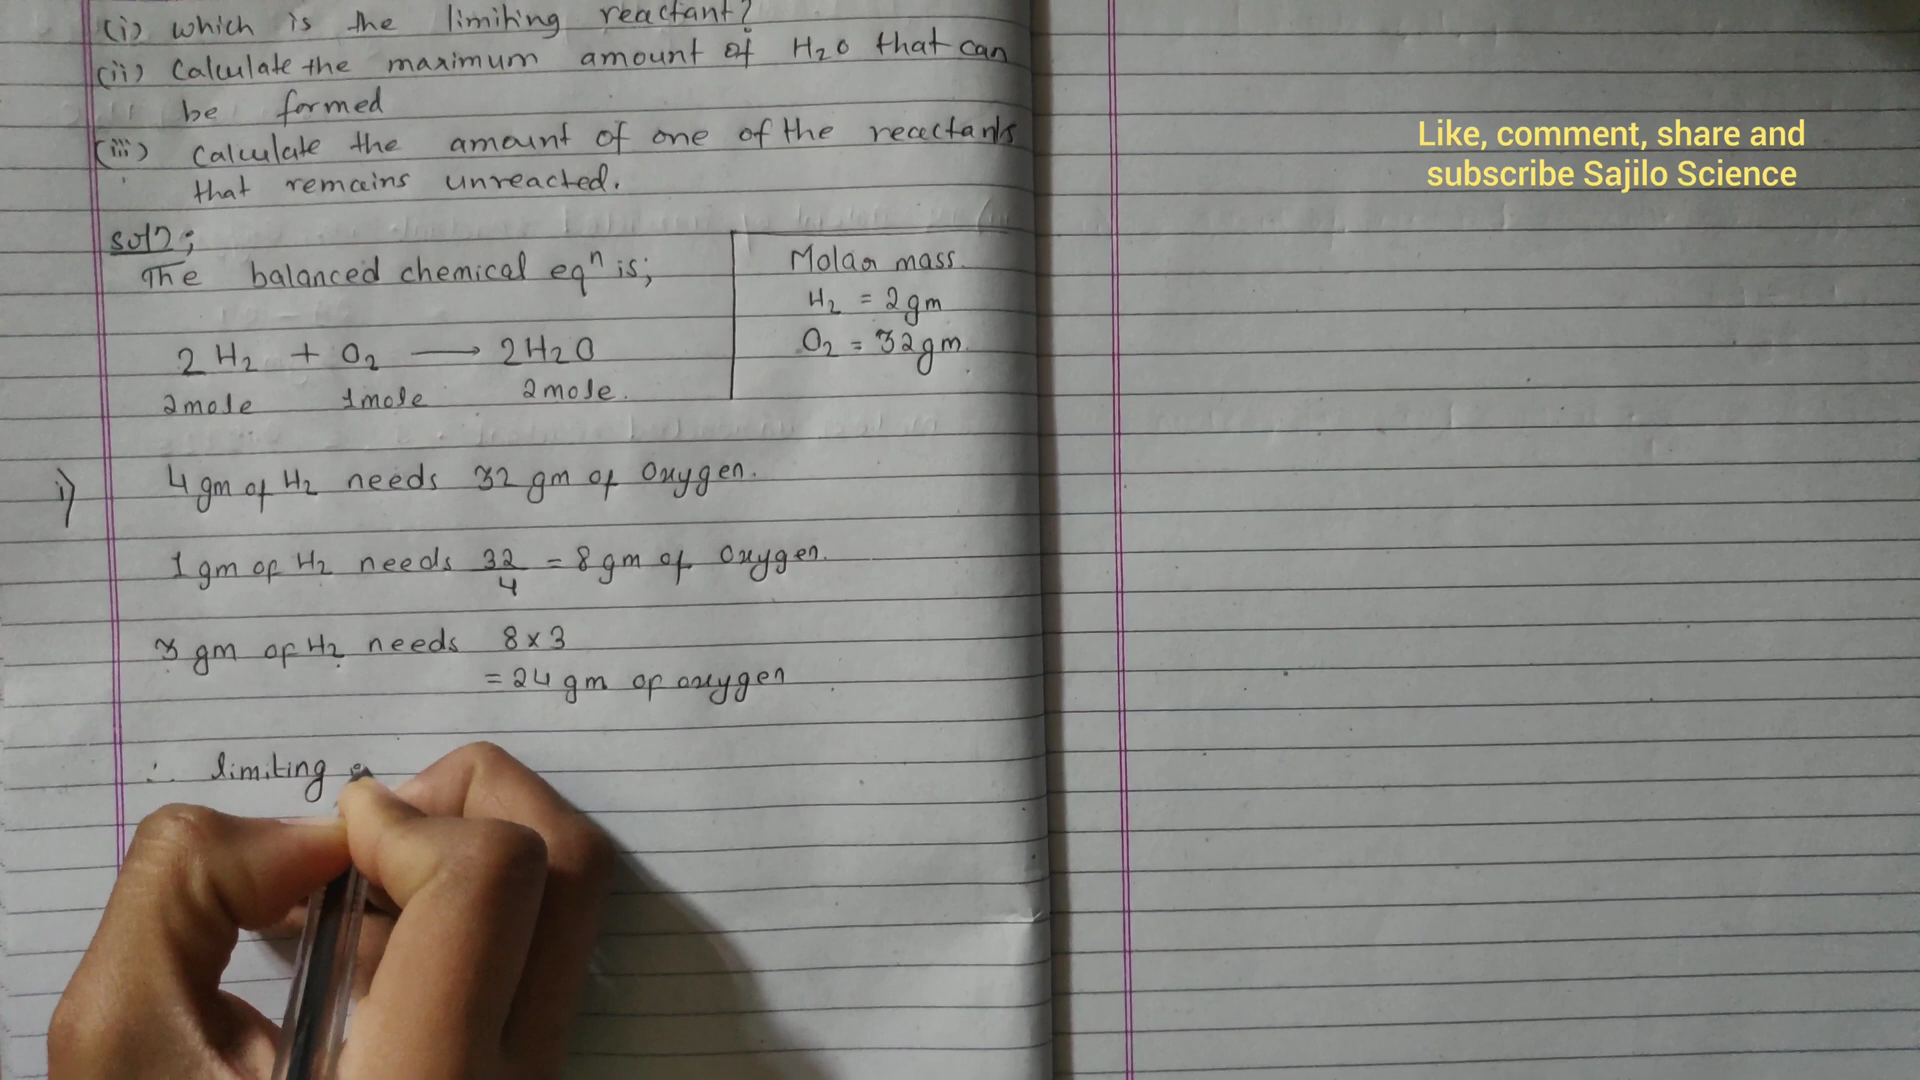 (i) which is the limiting reactant?
(ii) Calculate the maximum amount of H2O that can
be formed
(iii) Calculate the amount of one of the reactants
that remains unreacted.
soln;
The balanced chemical eqn is;
2 H2 + O2 → 2H2O
2mole 1mole 2mole.
Molar mass.
H2 = 2gm
O2 = 32gm.
i) 4 gm of H2 needs 32 gm of Oxygen.
1 gm of H2 needs 32/4 = 8 gm of oxygen.
3 gm of H2 needs 8 x 3
= 24 gm of oxygen
∴ limiting
Like, comment, share and
subscribe Sajilo Science